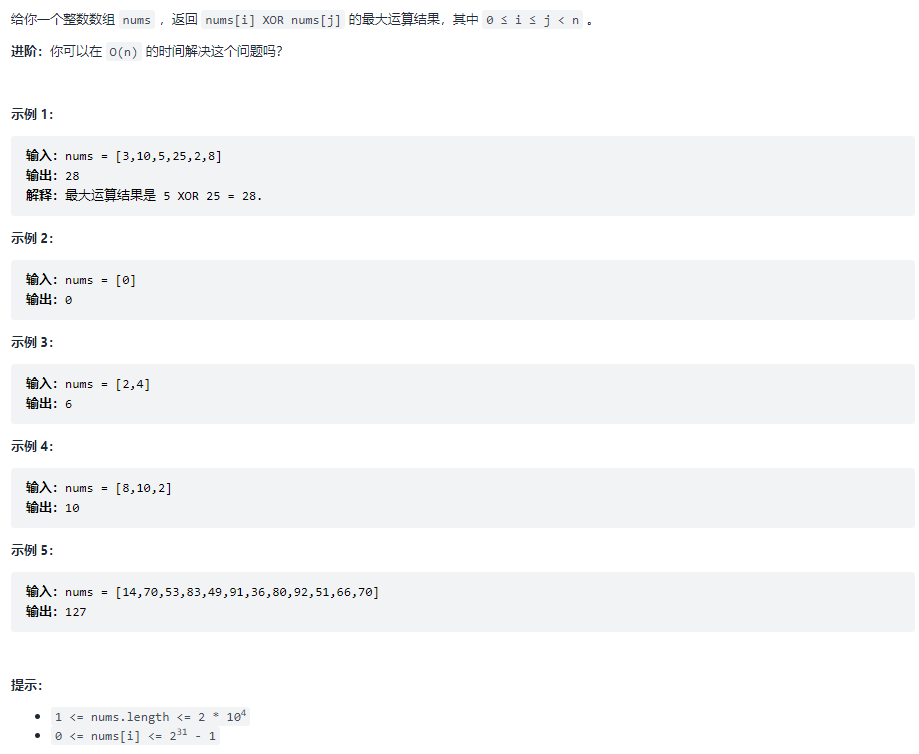 给你一个整数数组 nums ，返回 nums[i] XOR nums[j] 的最大运算结果，其中 0 ≤ i ≤ j < n 。
进阶：你可以在 O(n) 的时间解决这个问题吗？
示例 1：
输入：nums = [3,10,5,25,2,8]
输出：28
解释：最大运算结果是 5 XOR 25 = 28.
示例 2：
输入：nums = [0]
输出：0
示例 3：
输入：nums = [2,4]
输出：6
示例 4：
输入：nums = [8,10,2]
输出：10
示例 5：
输入：nums = [14,70,53,83,49,91,36,80,92,51,66,70]
输出：127
提示：
• 1 <= nums.length <= 2 * 10⁴
• 0 <= nums[i] <= 2³¹ - 1